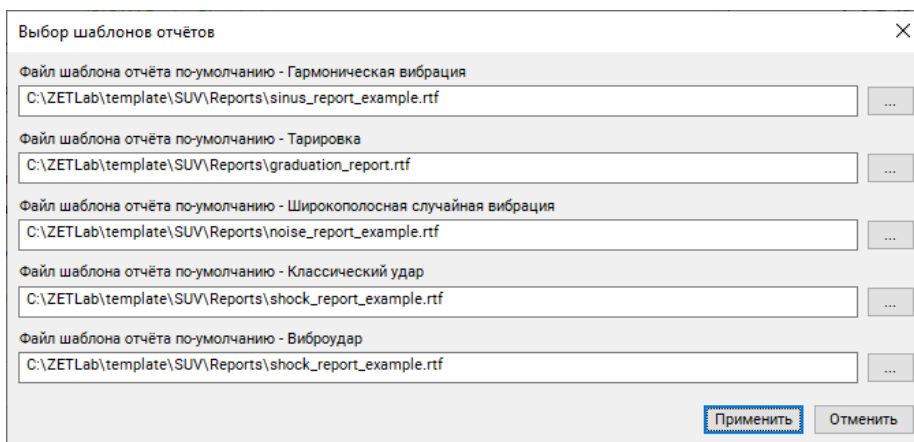 Выбор шаблонов отчётов
Файл шаблона отчёта по-умолчанию - Гармоническая вибрация
C:\ZETLab\template\SUV\Reports\sinus_report_example.rtf
...
Файл шаблона отчёта по-умолчанию - Тарировка
C:\ZETLab\template\SUV\Reports\graduation_report.rtf
...
Файл шаблона отчёта по-умолчанию - Широкополосная случайная вибрация
C:\ZETLab\template\SUV\Reports\noise_report_example.rtf
...
Файл шаблона отчёта по-умолчанию - Классический удар
C:\ZETLab\template\SUV\Reports\shock_report_example.rtf
...
Файл шаблона отчёта по-умолчанию - Виброудар
C:\ZETLab\template\SUV\Reports\shock_report_example.rtf
...
Применить Отменить